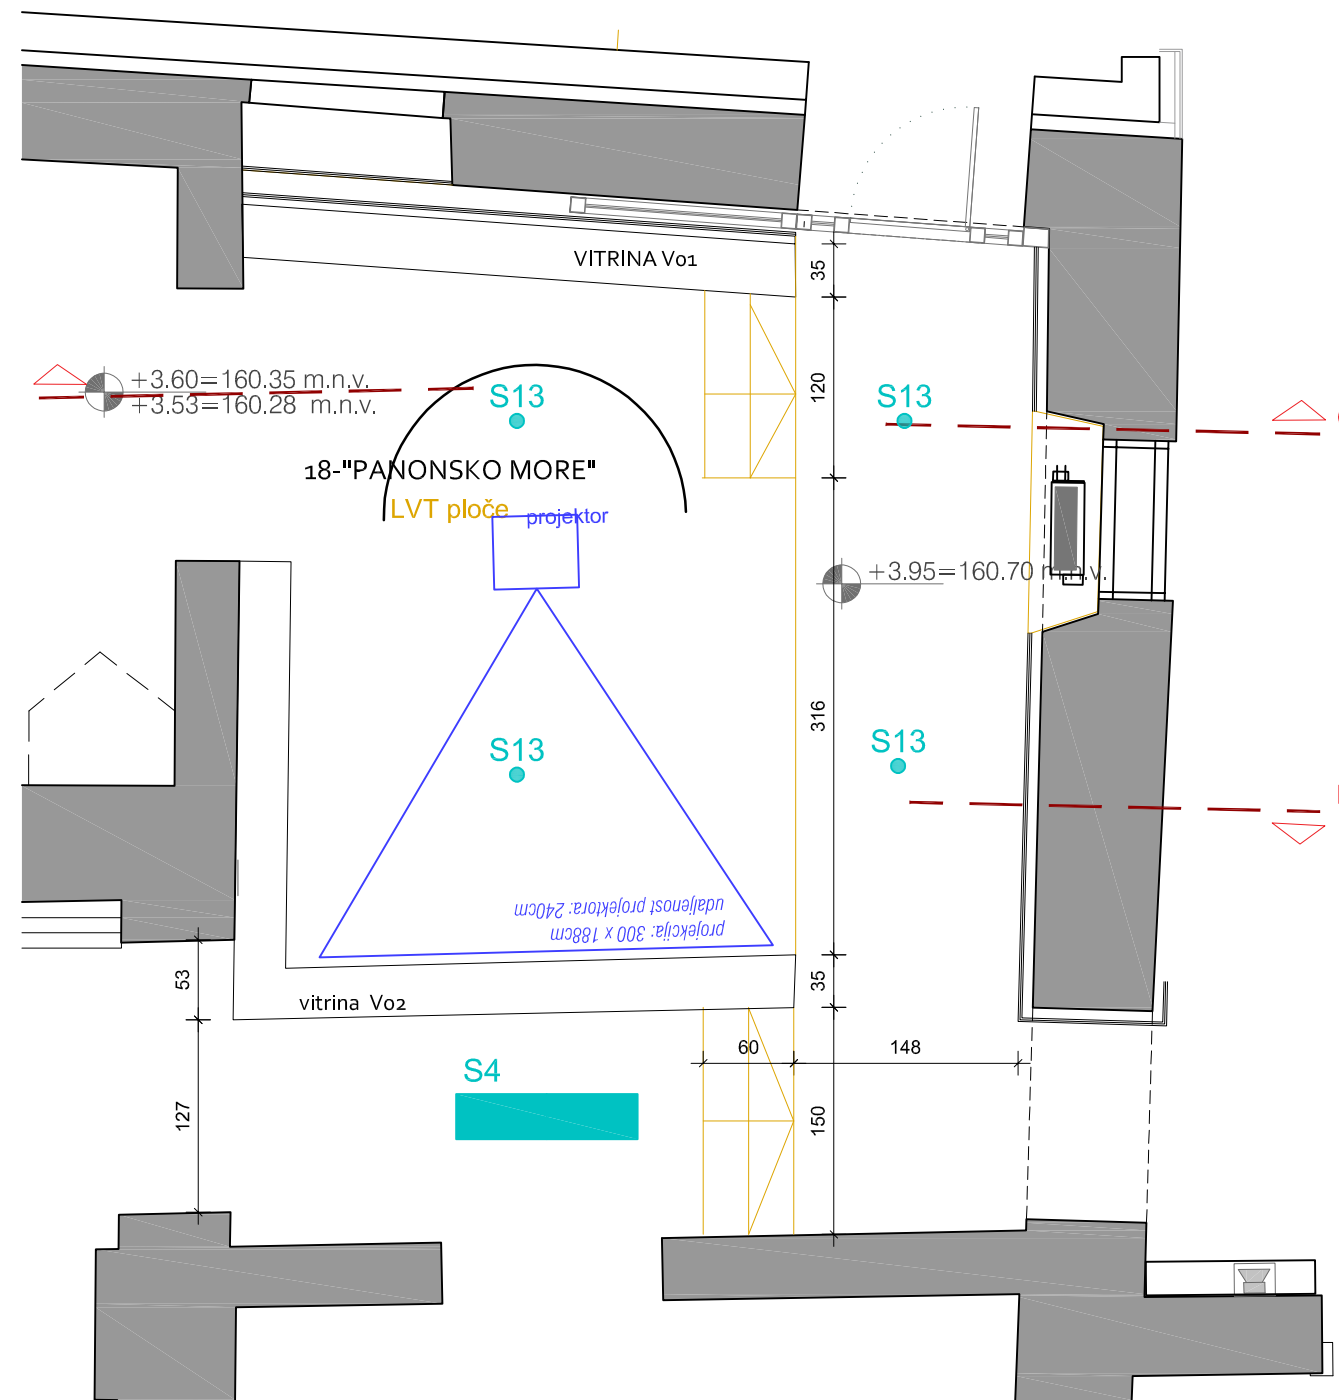 VITRINA V01
35
+3.60=160.35 m.n.v.
+3.53=160.28 m.n.v.
S13
S13
120
18-"PANONSKO MORE"
LVT ploče
projektor
+3.95=160.70 m.n.v.
316
S13
S13
projekcija: 300 x 188cm
udaljenost projektora: 240cm
53
35
vitrina V02
60
148
S4
127
150